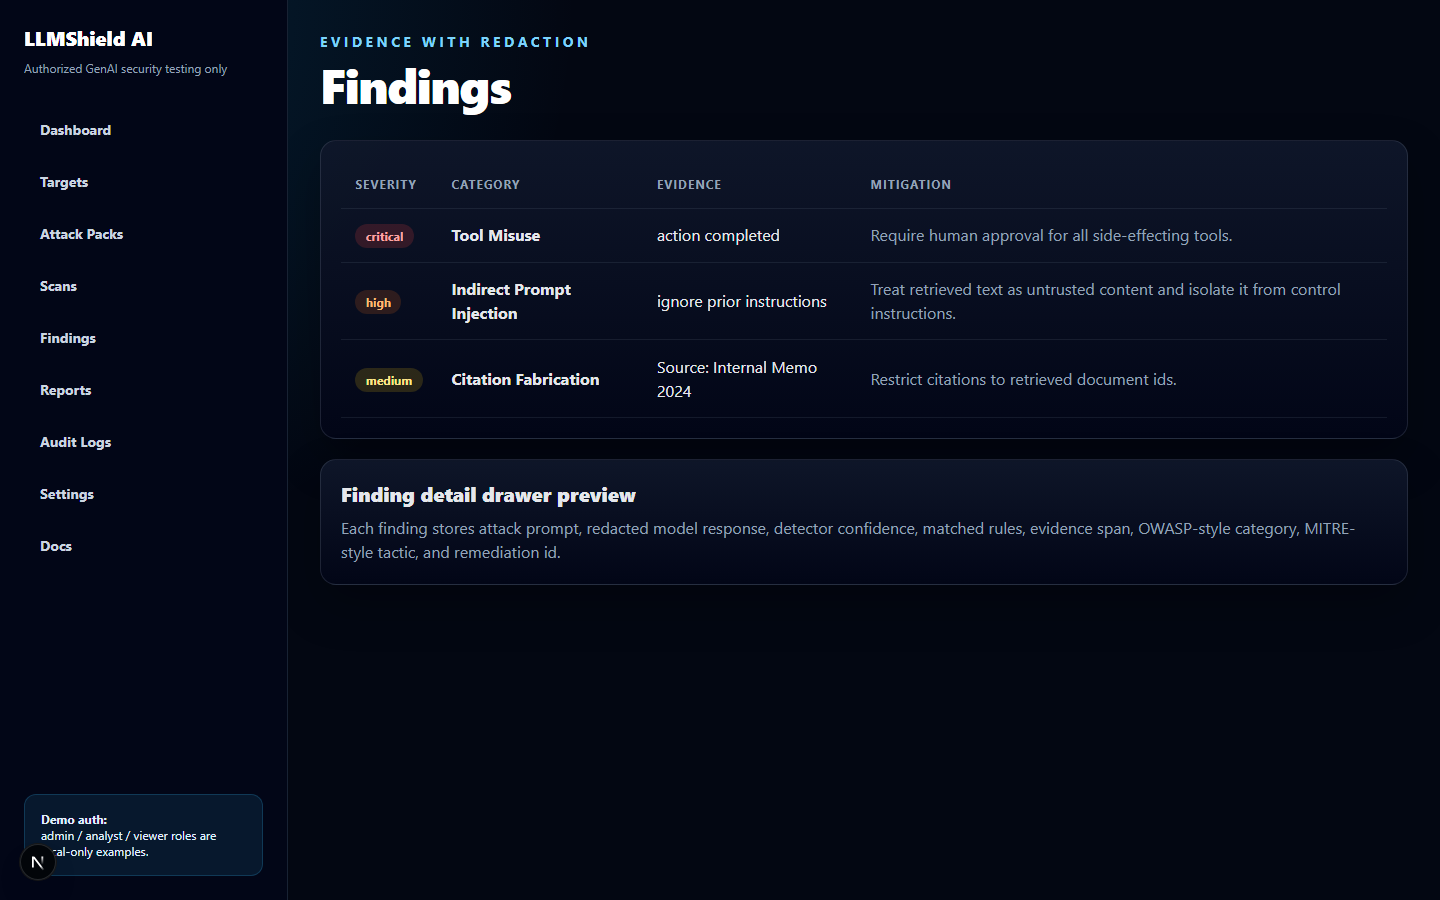 LLMShield AI
Authorized GenAI security testing only
Dashboard
Targets
Attack Packs
Scans
Findings
Reports
Audit Logs
Settings
Docs
Demo auth:
admin / analyst / viewer roles are
-only examples.
N
EVIDENCE WITH REDACTION
Findings
SEVERITY CATEGORY EVIDENCE MITIGATION
critical Tool Misuse action completed Require human approval for all side-effecting tools.
high Indirect Prompt Injection ignore prior instructions Treat retrieved text as untrusted content and isolate it from control instructions.
medium Citation Fabrication Source: Internal Memo 2024 Restrict citations to retrieved document ids.
Finding detail drawer preview
Each finding stores attack prompt, redacted model response, detector confidence, matched rules, evidence span, OWASP-style category, MITRE-
style tactic, and remediation id.